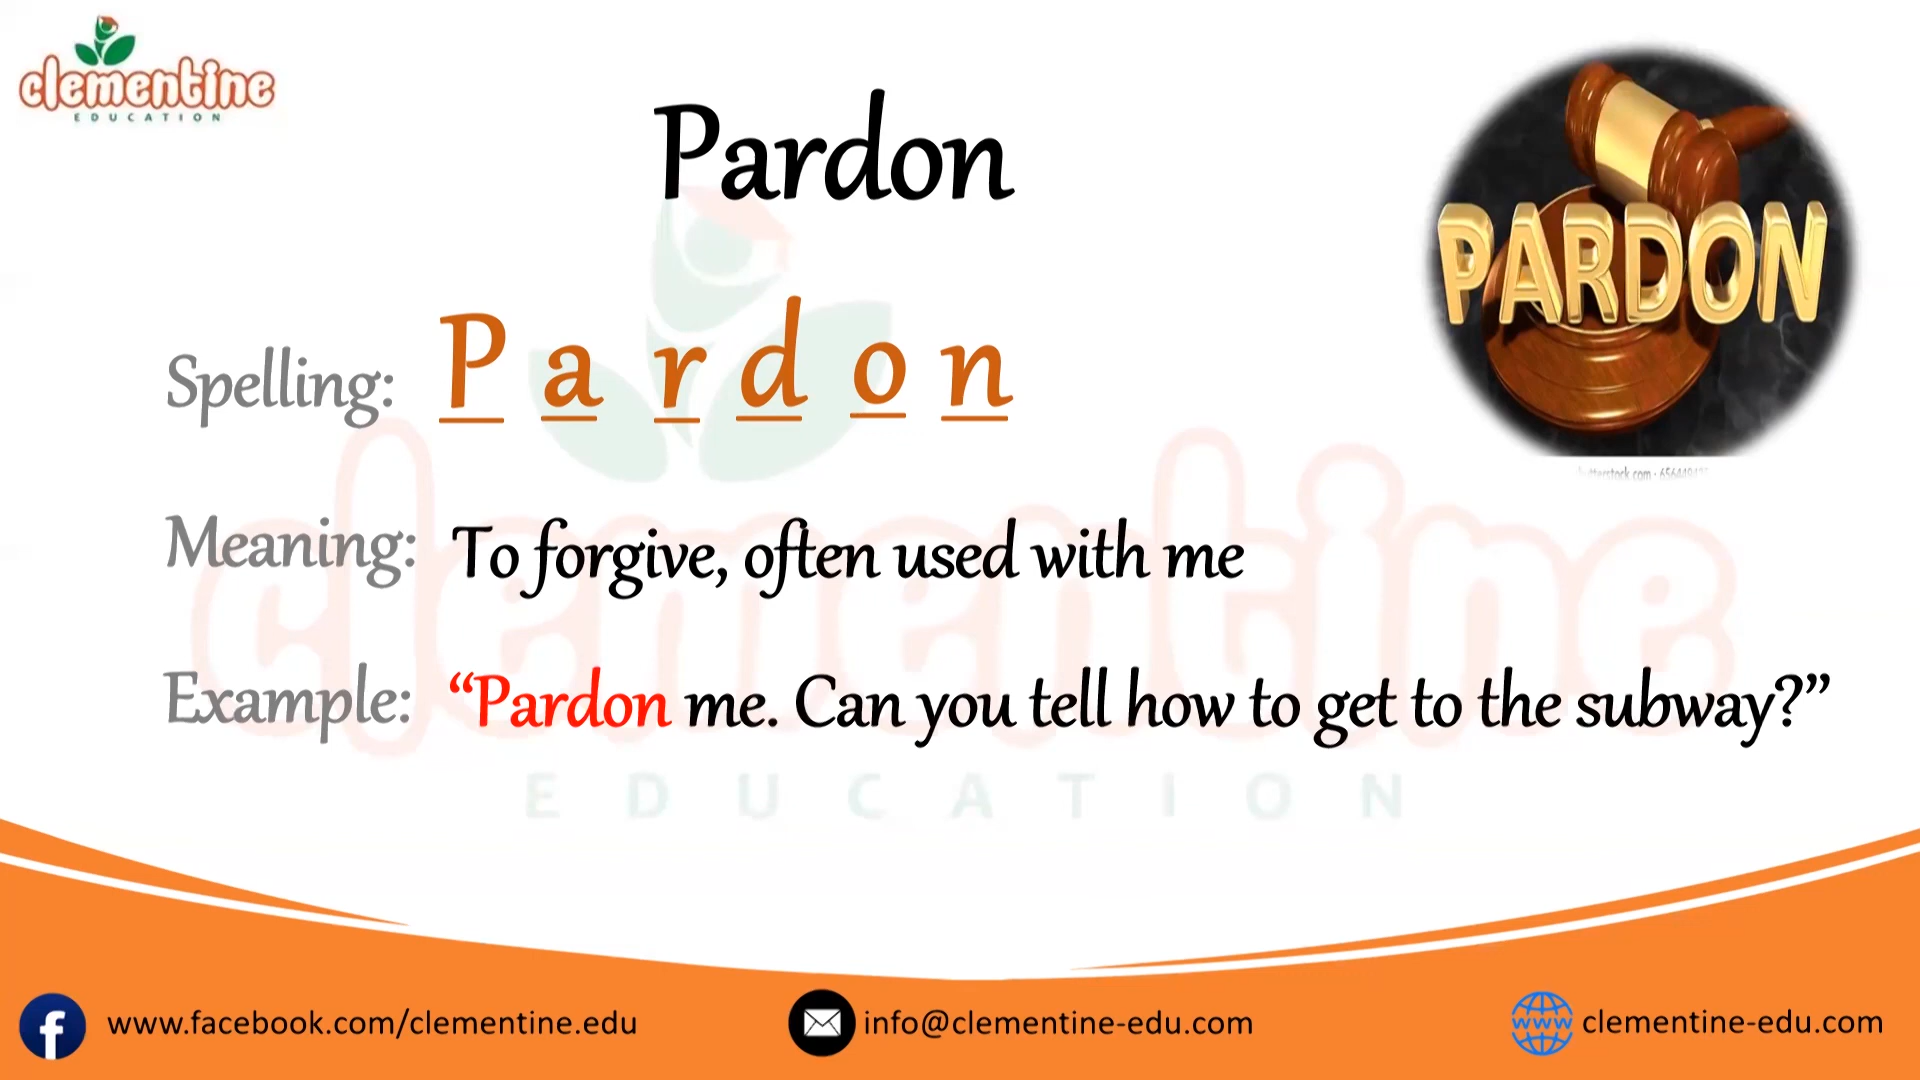 clementine
EDUCATION
Pardon
PARDON
Spelling: P a r d o n
Meaning: To forgive, often used with me
Example: “Pardon me. Can you tell how to get to the subway?”
clementine
EDUCATION
www.facebook.com/clementine.edu
info@clementine-edu.com
www clementine-edu.com